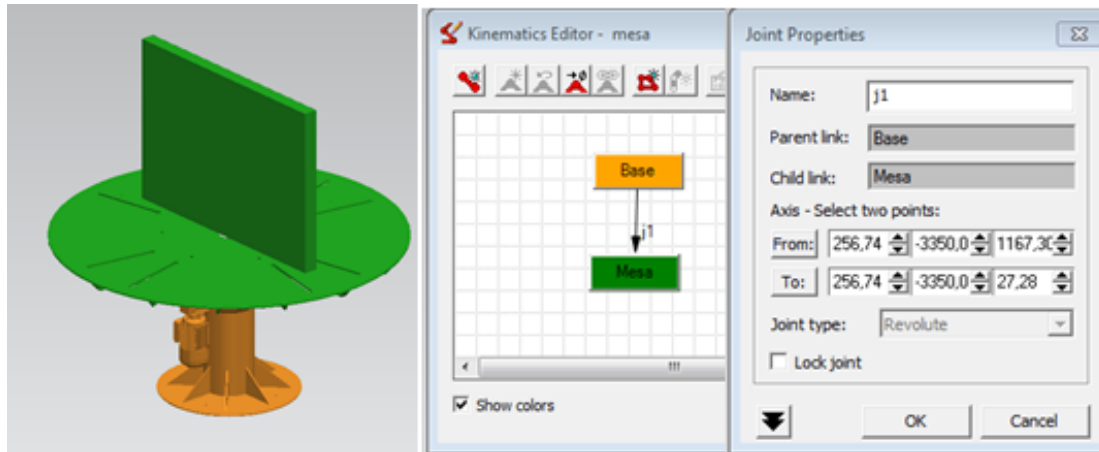 Kinematics Editor - mesa
Base
j1
Mesa
Show colors
Joint Properties
Name: j1
Parent link: Base
Child link: Mesa
Axis - Select two points:
From: 256,74 -3350,0 1167,30
To: 256,74 -3350,0 27,28
Joint type: Revolute
Lock joint
OK Cancel